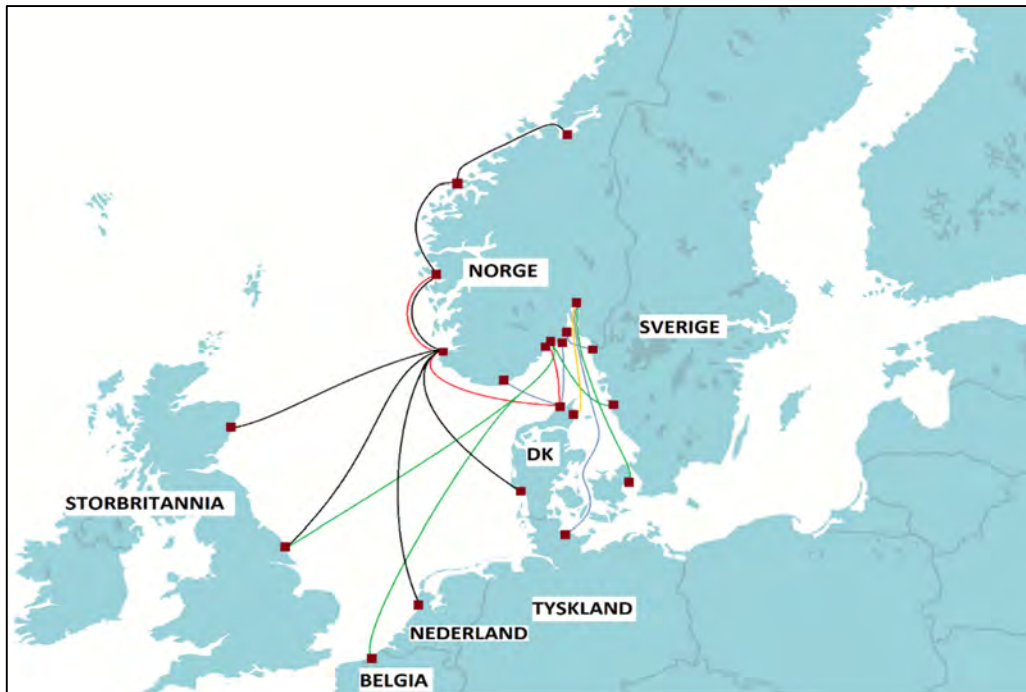 NORGE
SVERIGE
DK
STORBRITANNIA
TYSKLAND
NEDERLAND
BELGIA